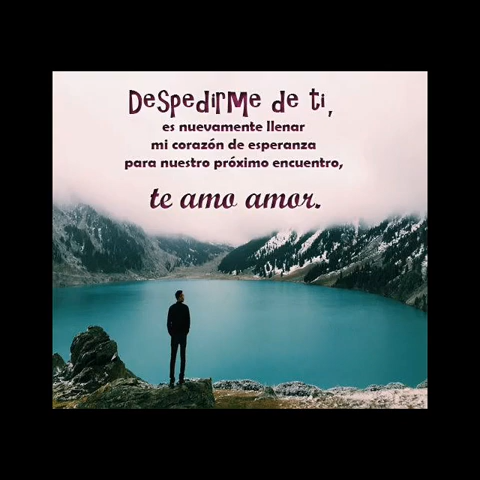 Despedirme de ti,
es nuevamente llenar
mi corazón de esperanza
para nuestro próximo encuentro,
te amo amor.